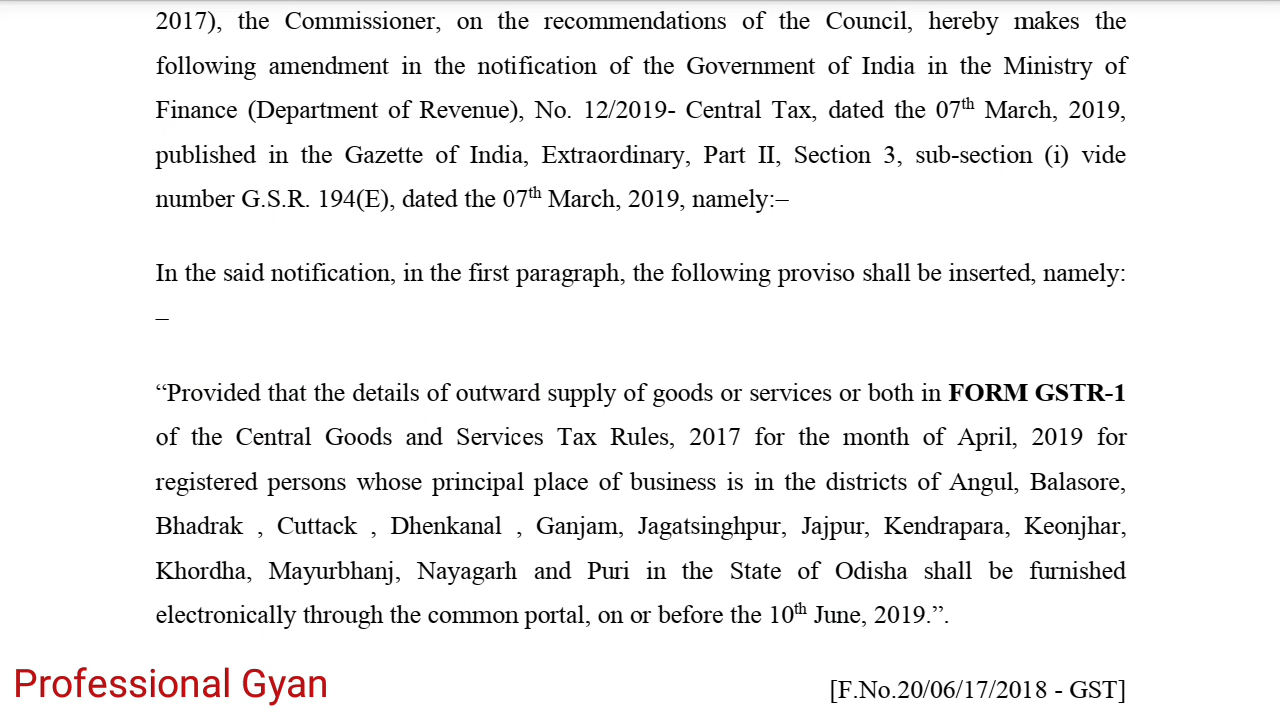 2017), the Commissioner, on the recommendations of the Council, hereby makes the
following amendment in the notification of the Government of India in the Ministry of
Finance (Department of Revenue), No. 12/2019- Central Tax, dated the 07th March, 2019,
published in the Gazette of India, Extraordinary, Part II, Section 3, sub-section (i) vide
number G.S.R. 194(E), dated the 07th March, 2019, namely:–
In the said notification, in the first paragraph, the following proviso shall be inserted, namely:
–
“Provided that the details of outward supply of goods or services or both in FORM GSTR-1
of the Central Goods and Services Tax Rules, 2017 for the month of April, 2019 for
registered persons whose principal place of business is in the districts of Angul, Balasore,
Bhadrak , Cuttack , Dhenkanal , Ganjam, Jagatsinghpur, Jajpur, Kendrapara, Keonjhar,
Khordha, Mayurbhanj, Nayagarh and Puri in the State of Odisha shall be furnished
electronically through the common portal, on or before the 10th June, 2019.”.
Professional Gyan
[F.No.20/06/17/2018 - GST]